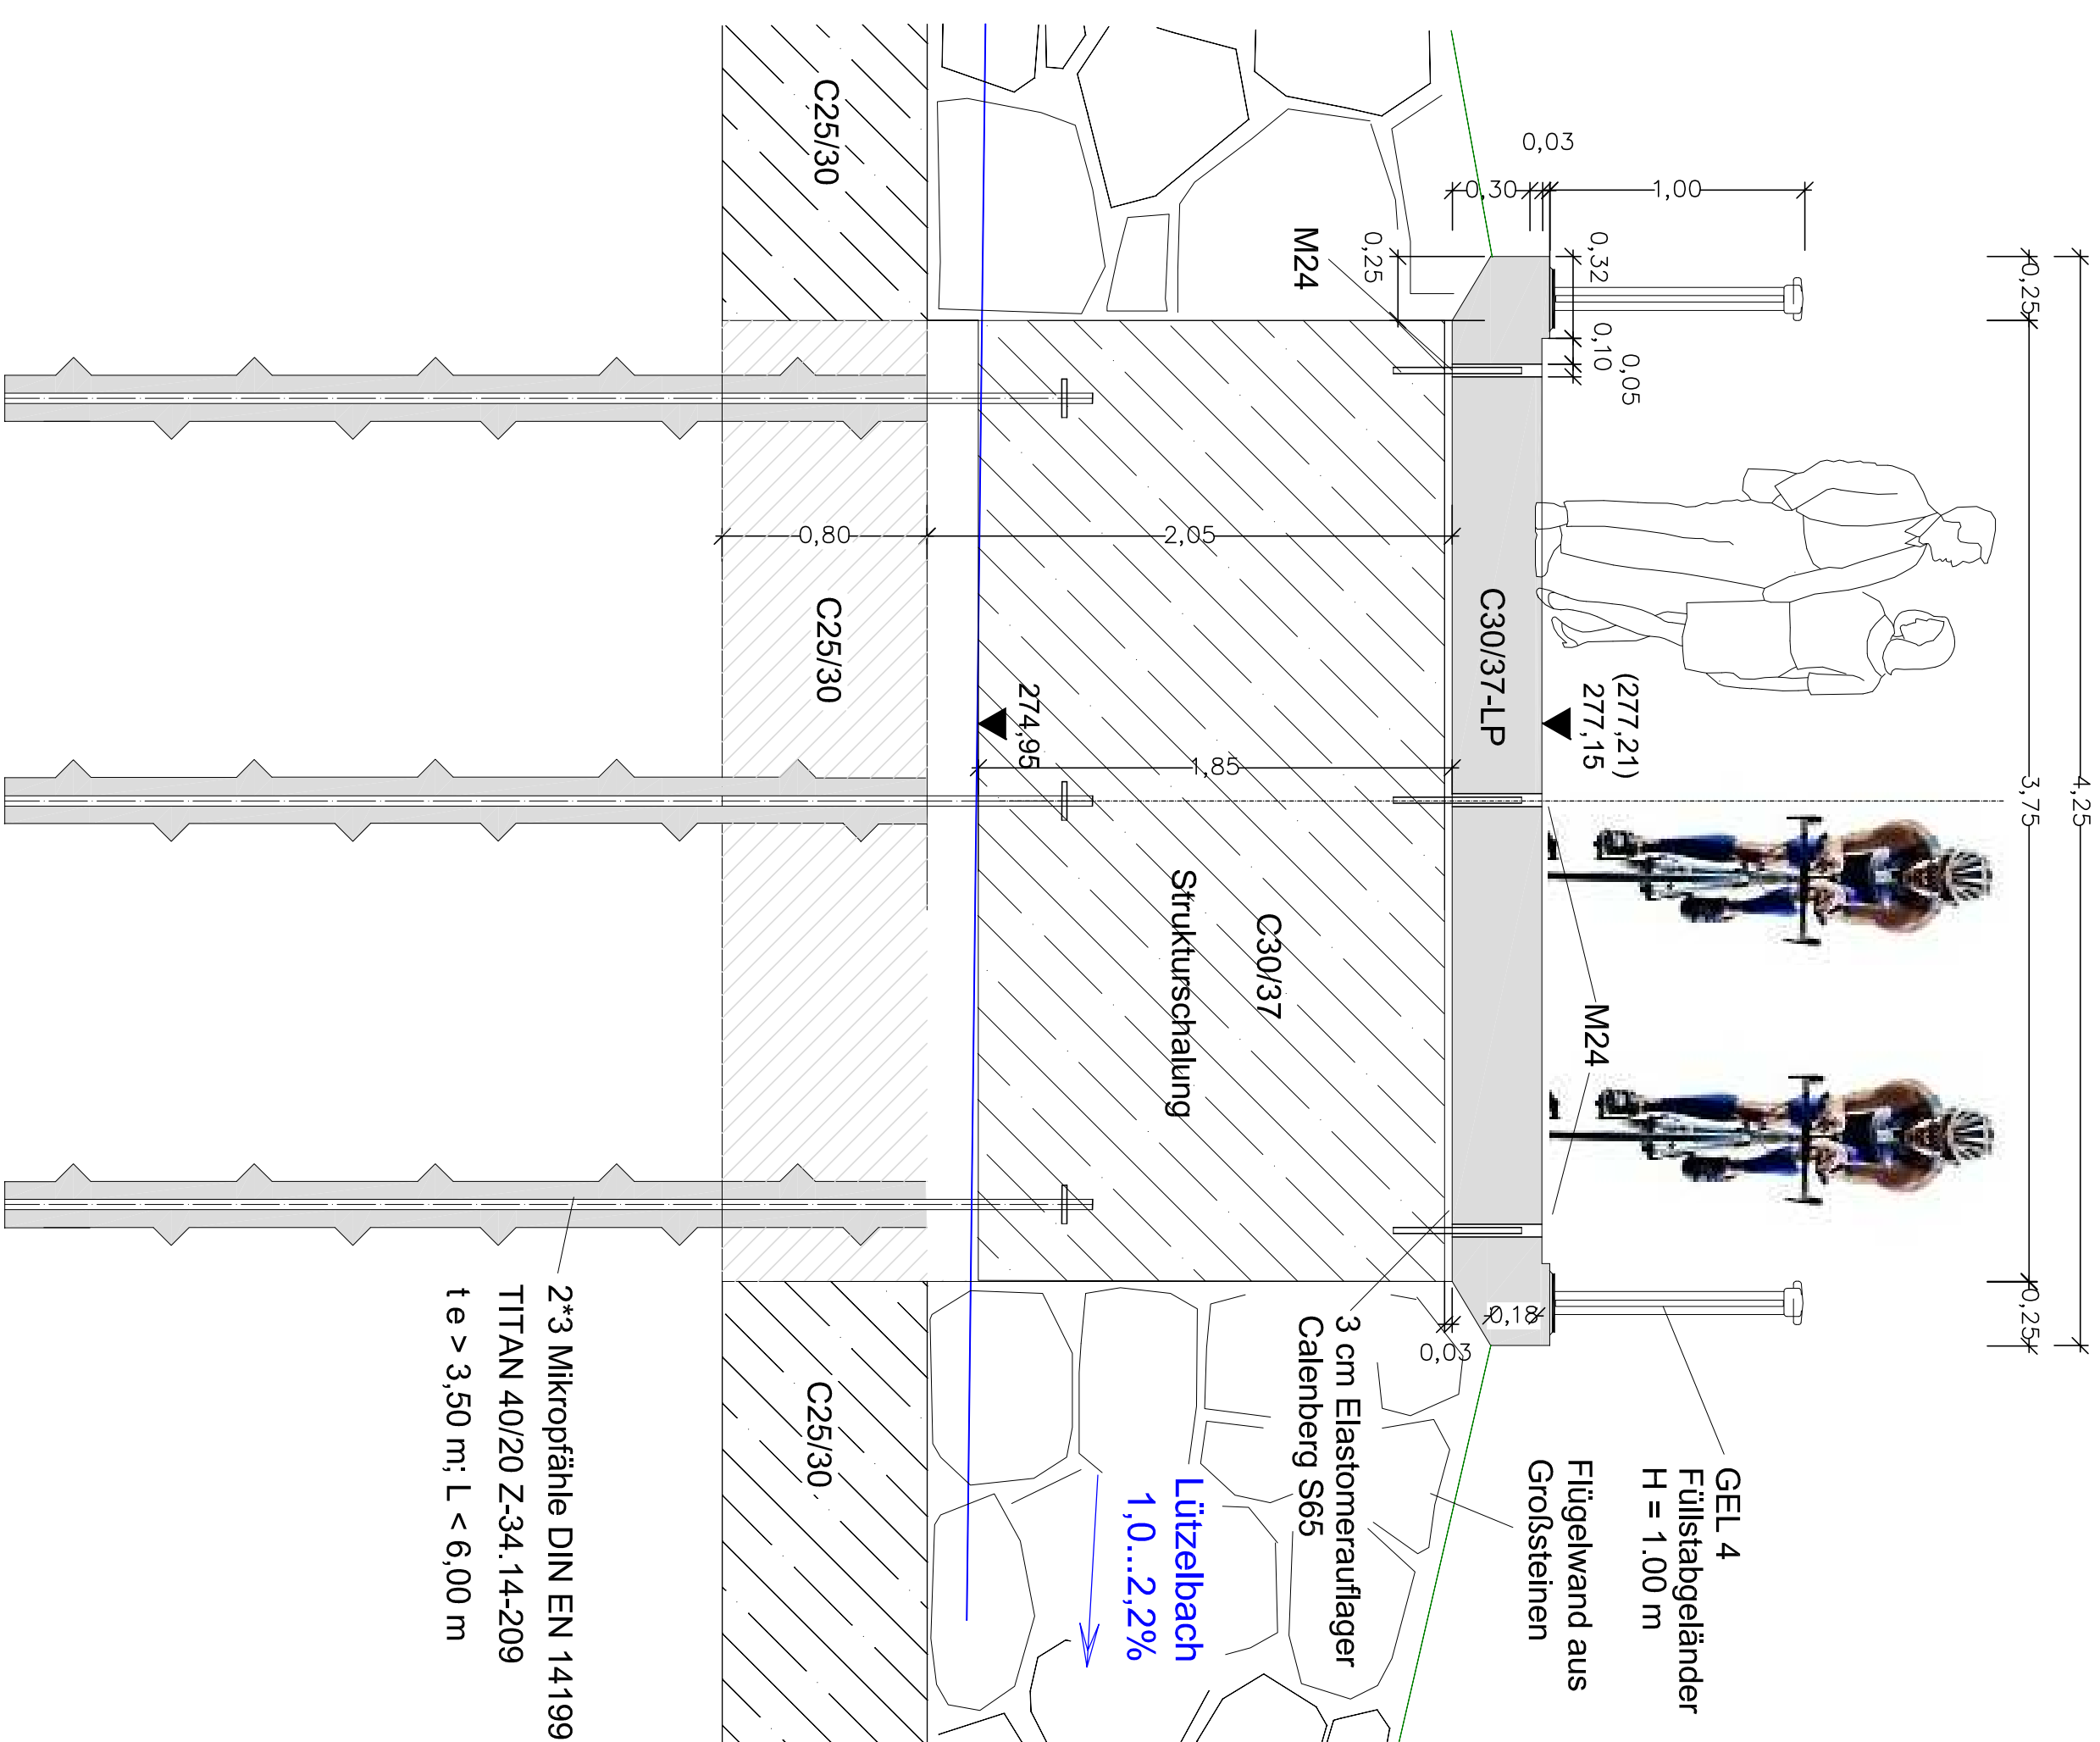 4,25
0,25
3,75
0,25
1,00
0,03
0,30
0,32
0,10
0,05
0,25
M24
(277,21)
277,15
C30/37-LP
M24
GEL 4
Füllstabgeländer
H = 1.00 m
Flügelwand aus
Großsteinen
0,18
0,03
3 cm Elastomerauflager
Calenberg S65
2,05
1,85
C30/37
Strukturschalung
274,95
Lützelbach
1,0...2,2%
0,80
C25/30
C25/30
C25/30
2*3 Mikropfähle DIN EN 14199
TITAN 40/20 Z-34.14-209
t e > 3,50 m; L < 6,00 m